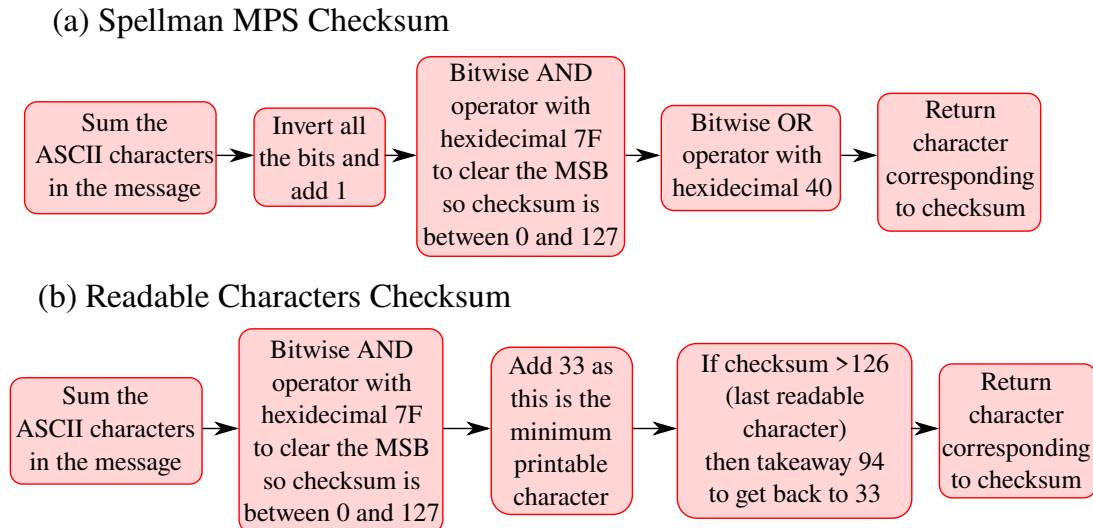 (a) Spellman MPS Checksum
Sum the
ASCII characters
in the message
Invert all
the bits and
add 1
Bitwise AND
operator with
hexidecimal 7F
to clear the MSB
so checksum is
between 0 and 127
Bitwise OR
operator with
hexidecimal 40
Return
character
corresponding
to checksum
(b) Readable Characters Checksum
Sum the
ASCII characters
in the message
Bitwise AND
operator with
hexidecimal 7F
to clear the MSB
so checksum is
between 0 and 127
Add 33 as
this is the
minimum
printable
character
If checksum >126
(last readable
character)
then takeaway 94
to get back to 33
Return
character
corresponding
to checksum